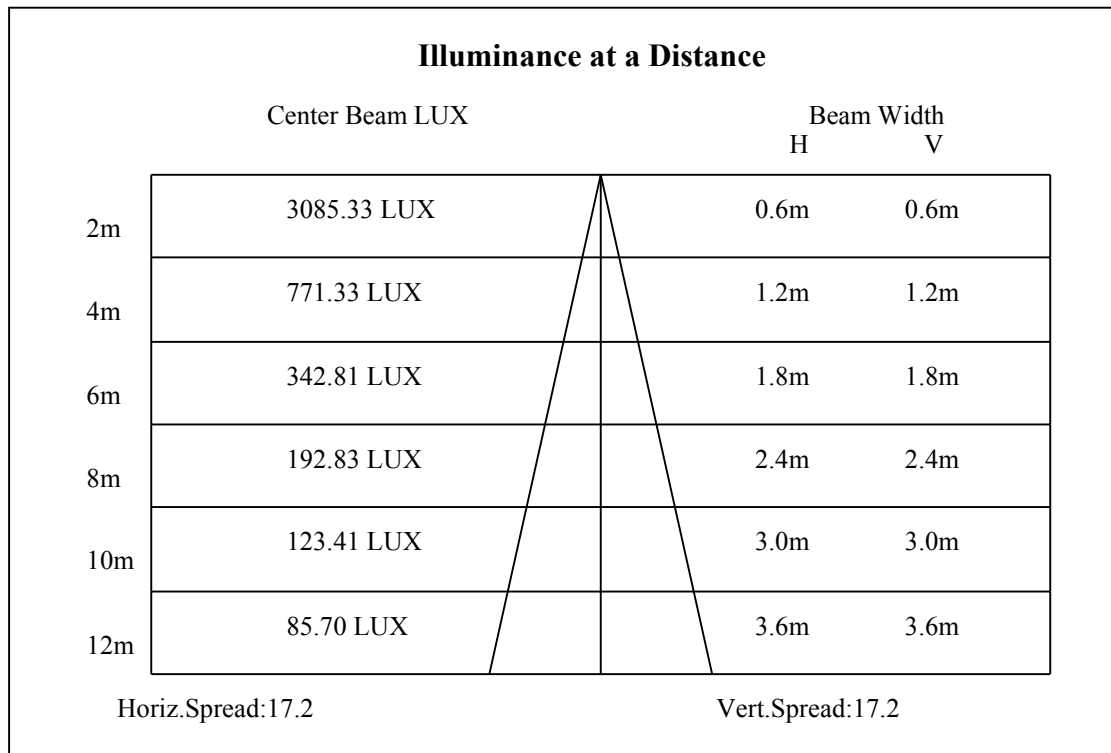 Illuminance at a Distance
Center Beam LUX Beam Width
H V
2m 3085.33 LUX 0.6m 0.6m
4m 771.33 LUX 1.2m 1.2m
6m 342.81 LUX 1.8m 1.8m
8m 192.83 LUX 2.4m 2.4m
10m 123.41 LUX 3.0m 3.0m
12m 85.70 LUX 3.6m 3.6m
Horiz.Spread:17.2 Vert.Spread:17.2